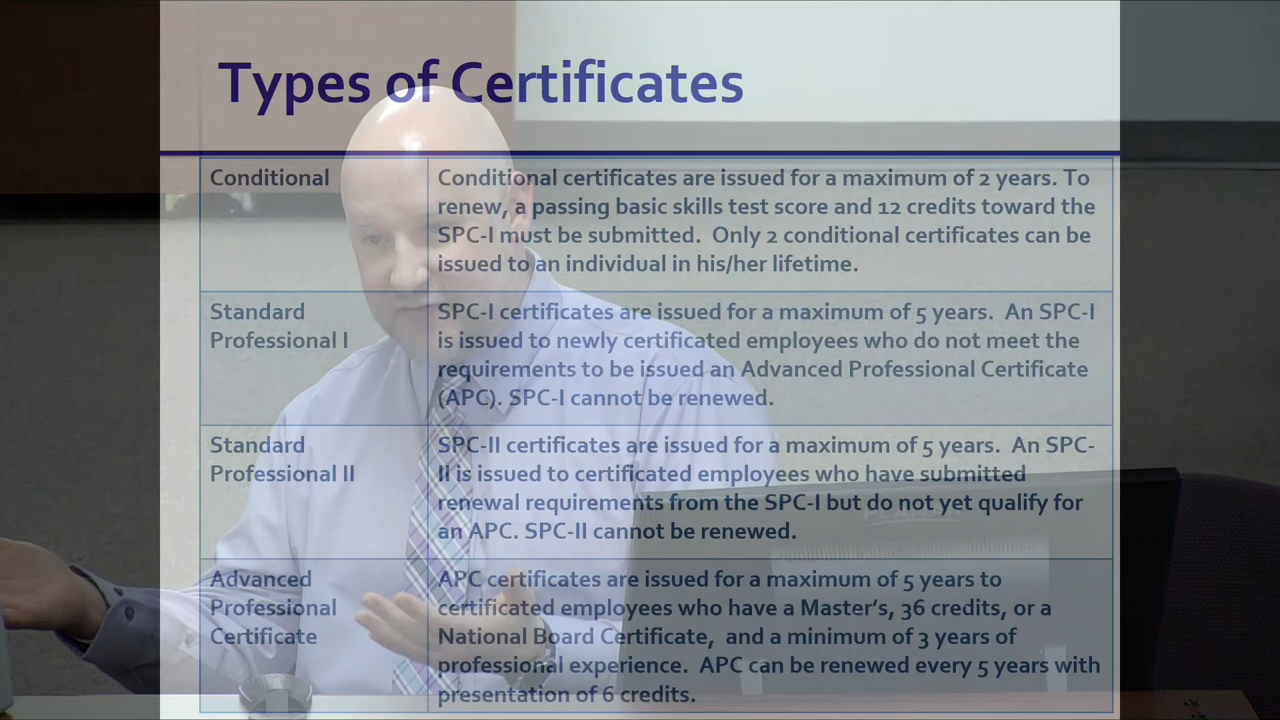 Types of Certificates
Conditional
Conditional certificates are issued for a maximum of 2 years. To
renew, a passing basic skills test score and 12 credits toward the
SPC-I must be submitted. Only 2 conditional certificates can be
issued to an individual in his/her lifetime.
Standard
Professional I
SPC-I certificates are issued for a maximum of 5 years. An SPC-I
is issued to newly certificated employees who do not meet the
requirements to be issued an Advanced Professional Certificate
(APC). SPC-I cannot be renewed.
Standard
Professional II
SPC-II certificates are issued for a maximum of 5 years. An SPC-
II is issued to certificated employees who have submitted
renewal requirements from the SPC-I but do not yet qualify for
an APC. SPC-II cannot be renewed.
Advanced
Professional
Certificate
APC certificates are issued for a maximum of 5 years to
certificated employees who have a Master's, 36 credits, or a
National Board Certificate, and a minimum of 3 years of
professional experience. APC can be renewed every 5 years with
presentation of 6 credits.